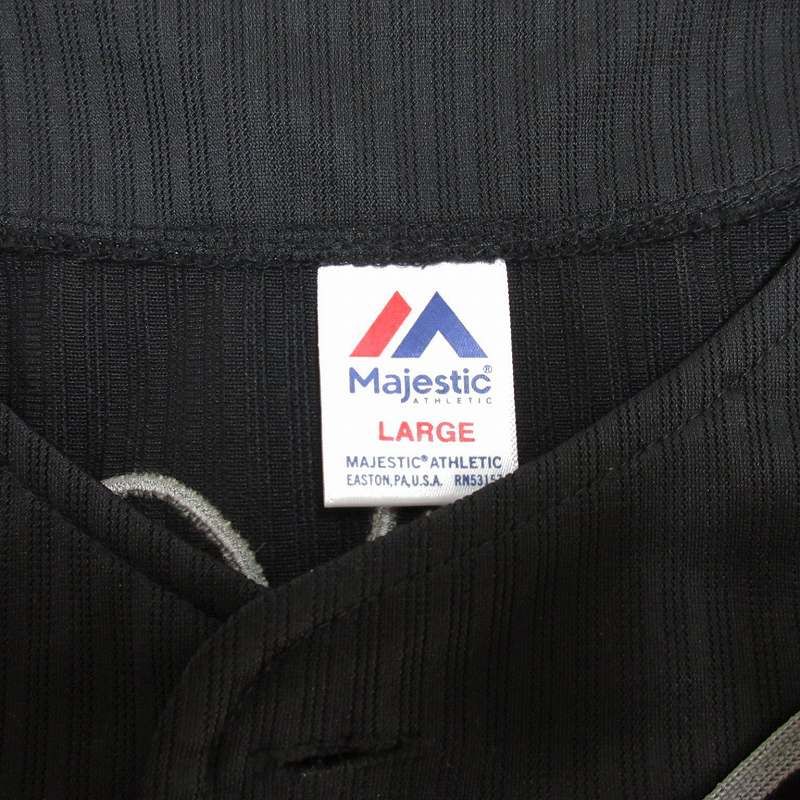 Majestic®
ATHLETIC
LARGE
MAJESTIC® ATHLETIC
EASTON, PA, U.S.A.